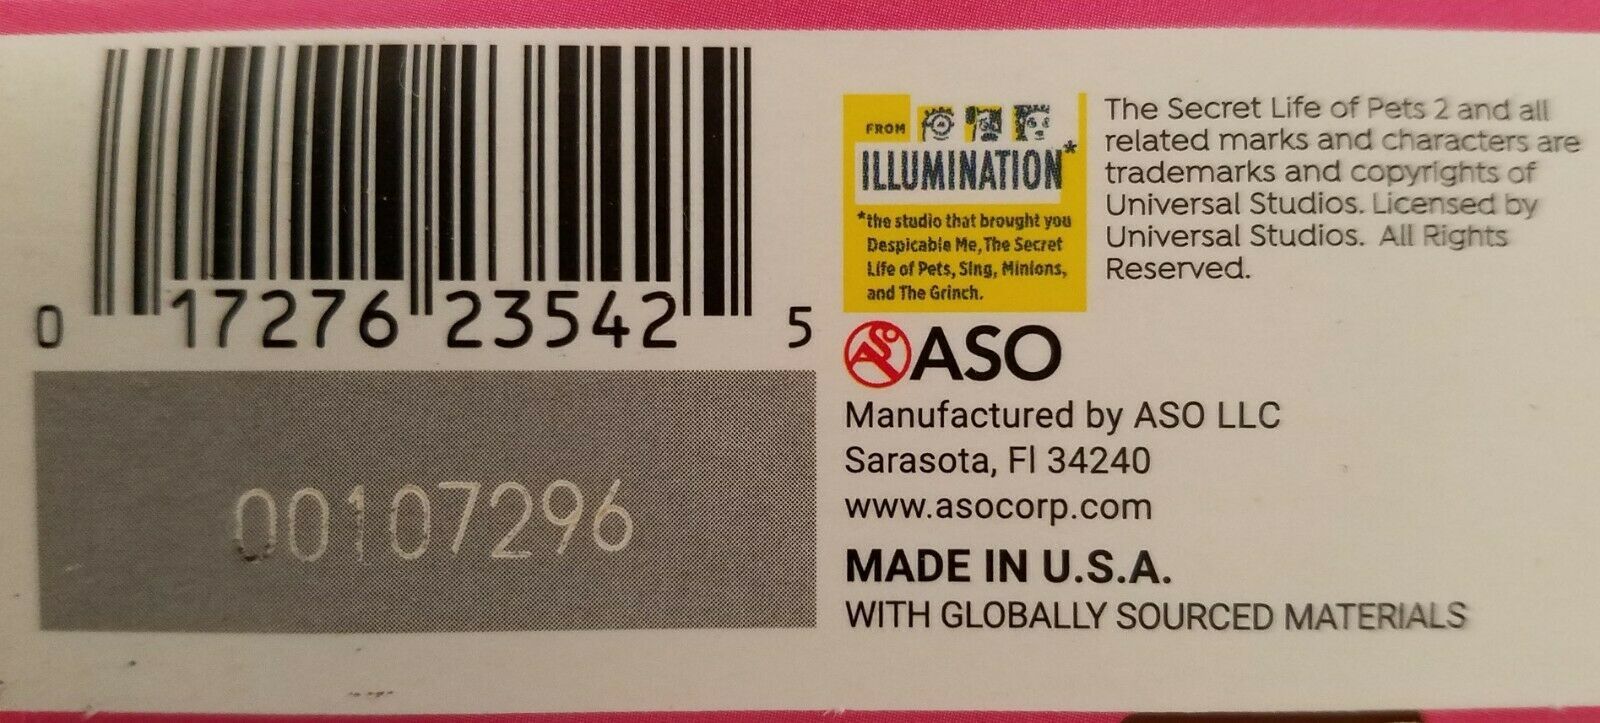 0 17276 23542 5
00107296
FROM
ILLUMINATION*
*the studio that brought you
Despicable Me, The Secret
Life of Pets, Sing, Minions,
and The Grinch.
The Secret Life of Pets 2 and all
related marks and characters are
trademarks and copyrights of
Universal Studios. Licensed by
Universal Studios. All Rights
Reserved.
ASO ASO
Manufactured by ASO LLC
Sarasota, Fl 34240
www.asocorp.com
MADE IN U.S.A.
WITH GLOBALLY SOURCED MATERIALS